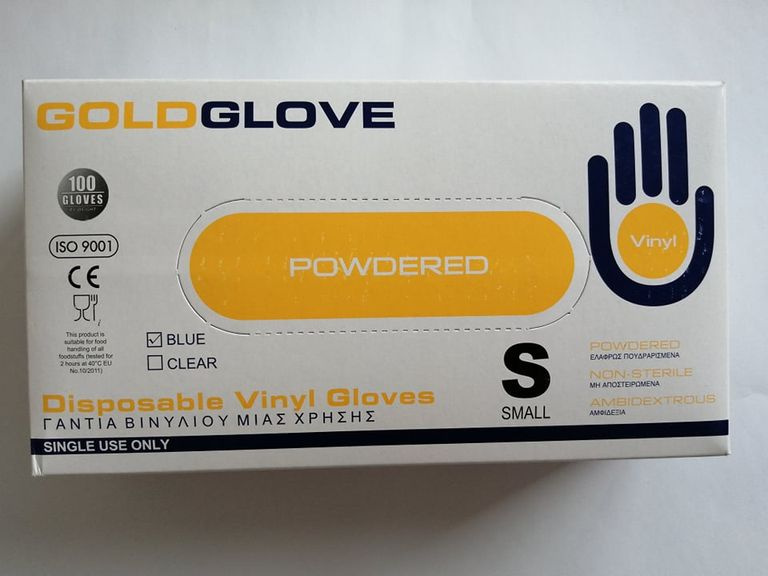 GOLDGLOVE
100
GLOVES
ISO 9001
CE
This product is
suitable for food
handling of all
foodstuffs (tested for
2 hours at 40°C EU
No.10/2011)
POWDERED
Vinyl
BLUE
CLEAR
S
SMALL
POWDERED
ΕΛΑΦΡΩΣ ΠΟΥΔΡΑΡΙΣΜΕΝΑ
NON-STERILE
ΜΗ ΑΠΟΣΤΕΙΡΩΜΕΝΑ
AMBIDEXTROUS
ΑΜΦΙΔΕΞΙΑ
Disposable Vinyl Gloves
ΓΑΝΤΙΑ ΒΙΝΥΛΙΟΥ ΜΙΑΣ ΧΡΗΣΗΣ
SINGLE USE ONLY